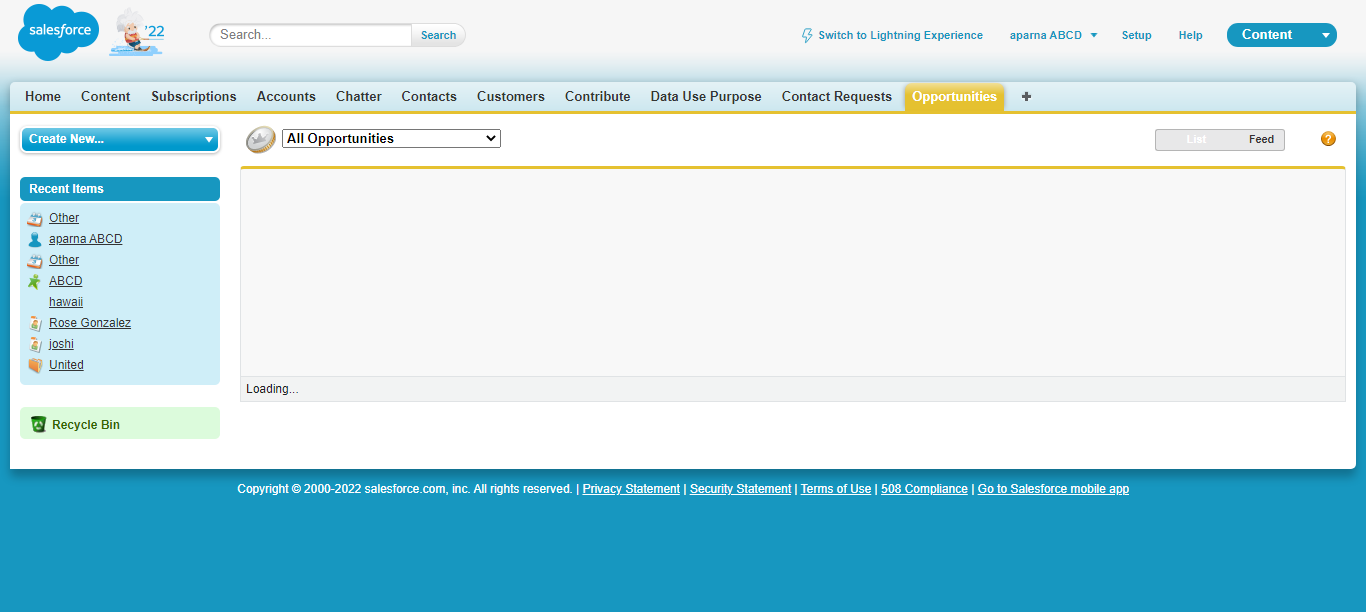 salesforce '22 Search... Search Switch to Lightning Experience aparna ABCD Setup Help Content
Home Content Subscriptions Accounts Chatter Contacts Customers Contribute Data Use Purpose Contact Requests Opportunities +
Create New...
All Opportunities List Feed ?
Recent Items
Other
aparna ABCD
Other
ABCD
hawaii
Rose Gonzalez
joshi
United
Loading...
Recycle Bin
Copyright © 2000-2022 salesforce.com, inc. All rights reserved. | Privacy Statement | Security Statement | Terms of Use | 508 Compliance | Go to Salesforce mobile app